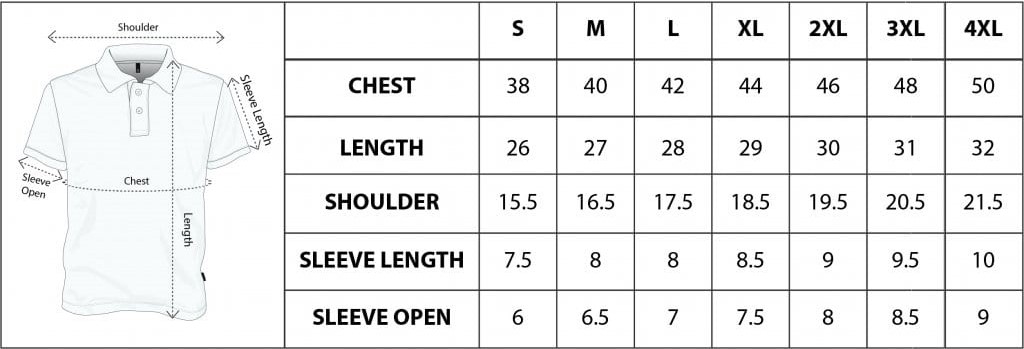 Shoulder
Sleeve Length
Sleeve
Open
Chest
Length
S M L XL 2XL 3XL 4XL
CHEST 38 40 42 44 46 48 50
LENGTH 26 27 28 29 30 31 32
SHOULDER 15.5 16.5 17.5 18.5 19.5 20.5 21.5
SLEEVE LENGTH 7.5 8 8 8.5 9 9.5 10
SLEEVE OPEN 6 6.5 7 7.5 8 8.5 9